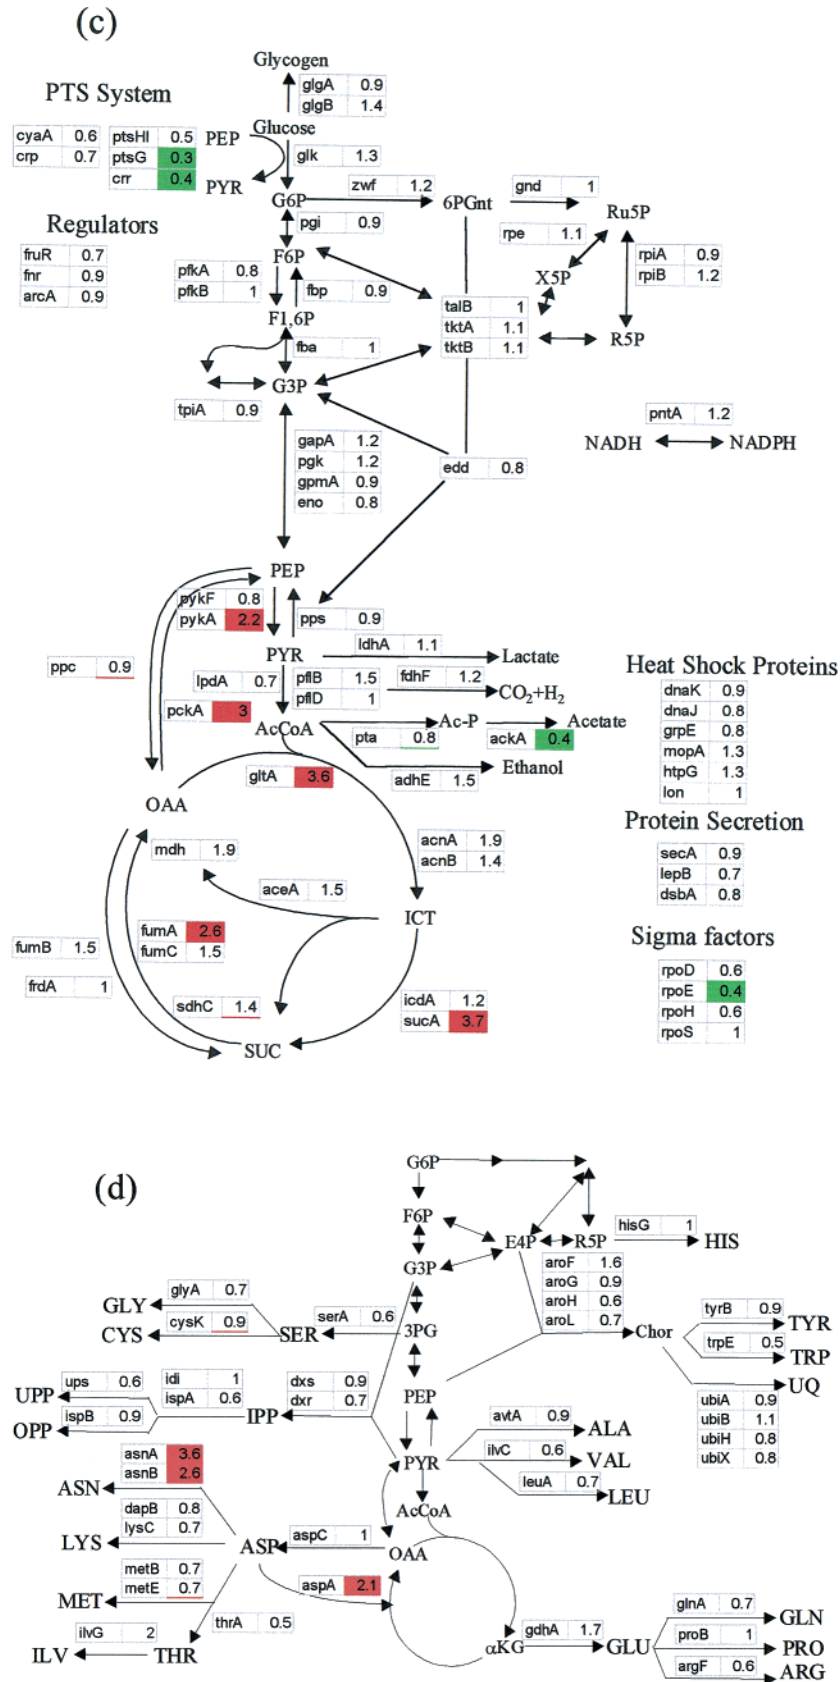 (c)
Glycogen
glgA 0.9
glgB 1.4
PTS System
Glucose
cyaA 0.6
crp 0.7
ptsHI 0.5
ptsG 0.3
crr 0.4
PEP
PYR
glk 1.3
zwf 1.2
gnd 1
G6P
6PGnt
Ru5P
Regulators
pgi 0.9
rpe 1.1
fruR 0.7
fnr 0.9
arcA 0.9
F6P
rpiA 0.9
rpiB 1.2
pfkA 0.8
pfkB 1
fbp 0.9
X5P
F1,6P
talB 1
tktA 1.1
tktB 1.1
R5P
fba 1
G3P
tpiA 0.9
pntA 1.2
NADH
NADPH
gapA 1.2
pgk 1.2
gpmA 0.9
eno 0.8
edd 0.8
PEP
pykF 0.8
pykA 2.2
pps 0.9
ldhA 1.1
PYR
Lactate
ppc 0.9
lpdA 0.7
pflB 1.5
pflD 1
fdhF 1.2
CO2+H2
Heat Shock Proteins
dnaK 0.9
dnaJ 0.8
grpE 0.8
mopA 1.3
htpG 1.3
lon 1
pckA 3
AcCoA
Ac-P
Acetate
pta 0.8
ackA 0.4
gltA 3.6
adhE 1.5
Ethanol
OAA
Protein Secretion
secA 0.9
lepB 0.7
dsbA 0.8
mdh 1.9
acnA 1.9
acnB 1.4
aceA 1.5
ICT
fumA 2.6
fumC 1.5
fumB 1.5
frdA 1
Sigma factors
rpoD 0.6
rpoE 0.4
rpoH 0.6
rpoS 1
sdhC 1.4
icdA 1.2
sucA 3.7
SUC
(d)
G6P
F6P
E4P
R5P
hisG 1
HIS
G3P
aroF 1.6
aroG 0.9
aroH 0.6
aroL 0.7
glyA 0.7
GLY
cysK 0.9
CYS
SER
serA 0.6
3PG
Chor
tyrB 0.9
TYR
trpE 0.5
TRP
UQ
ubiA 0.9
ubiB 1.1
ubiH 0.8
ubiX 0.8
ups 0.6
UPP
ispB 0.9
OPP
idi 1
ispA 0.6
IPP
dxs 0.9
dxr 0.7
PEP
avtA 0.9
ALA
PYR
ilvC 0.6
VAL
leuA 0.7
LEU
asnA 3.6
asnB 2.6
ASN
AcCoA
dapB 0.8
lysC 0.7
LYS
ASP
aspC 1
OAA
metB 0.7
metE 0.7
MET
aspA 2.1
thrA 0.5
ilvG 2
ILV
THR
αKG
gdhA 1.7
GLU
glnA 0.7
GLN
proB 1
PRO
argF 0.6
ARG